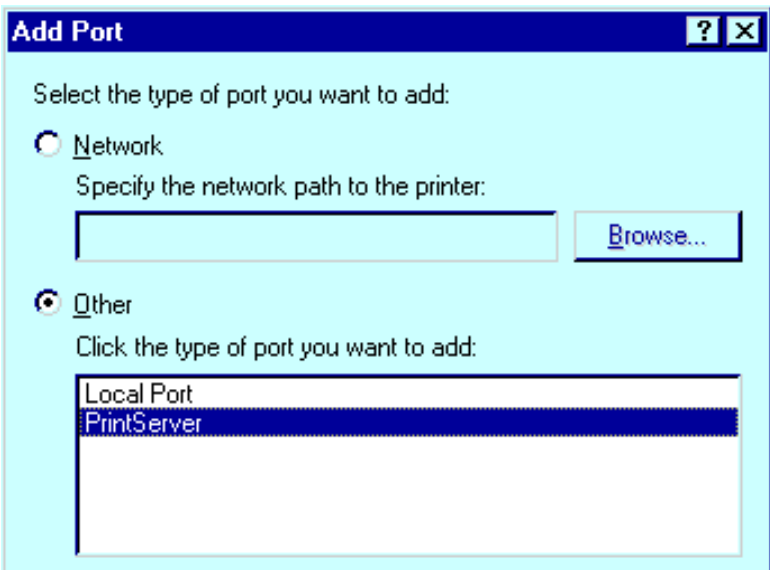 Add Port
Select the type of port you want to add:
Network
Specify the network path to the printer:
Browse...
Other
Click the type of port you want to add:
Local Port
PrintServer